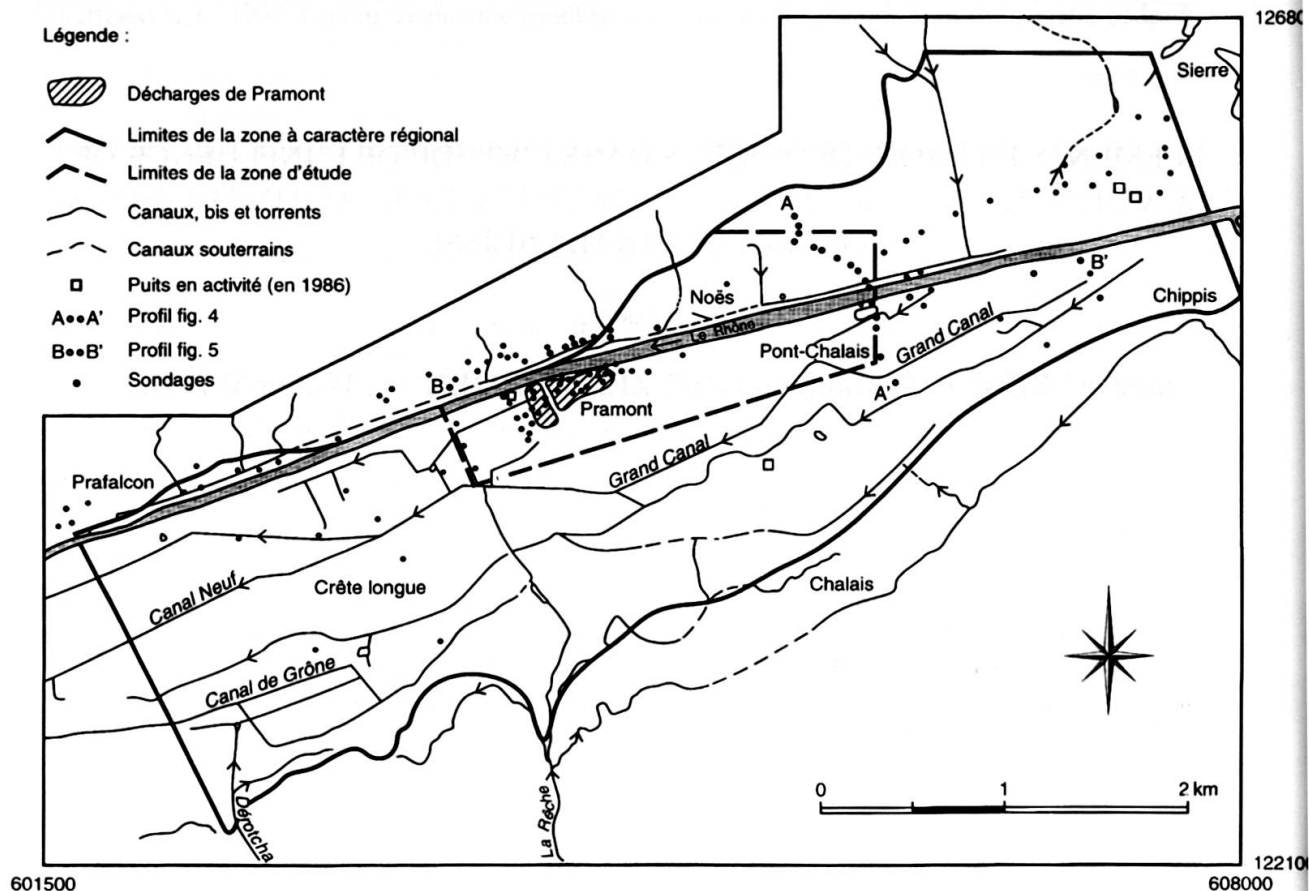 Légende :
Décharges de Pramont
Limites de la zone à caractère régional
Limites de la zone d'étude
Canaux, bis et torrents
Canaux souterrains
Puits en activité (en 1986)
A A' Profil fig. 4
B B' Profil fig. 5
Sondages
12680
Sierre
A
B'
Chippis
Noës
Le Rhône
Pont-Chalais
Grand Canal
A'
B
Pramont
Grand Canal
Prafalcon
Canal Neuf
Crête longue
Chalais
Canal de Grône
Dérotcha
La Rèche
0 1 2 km
122100
601500
608000